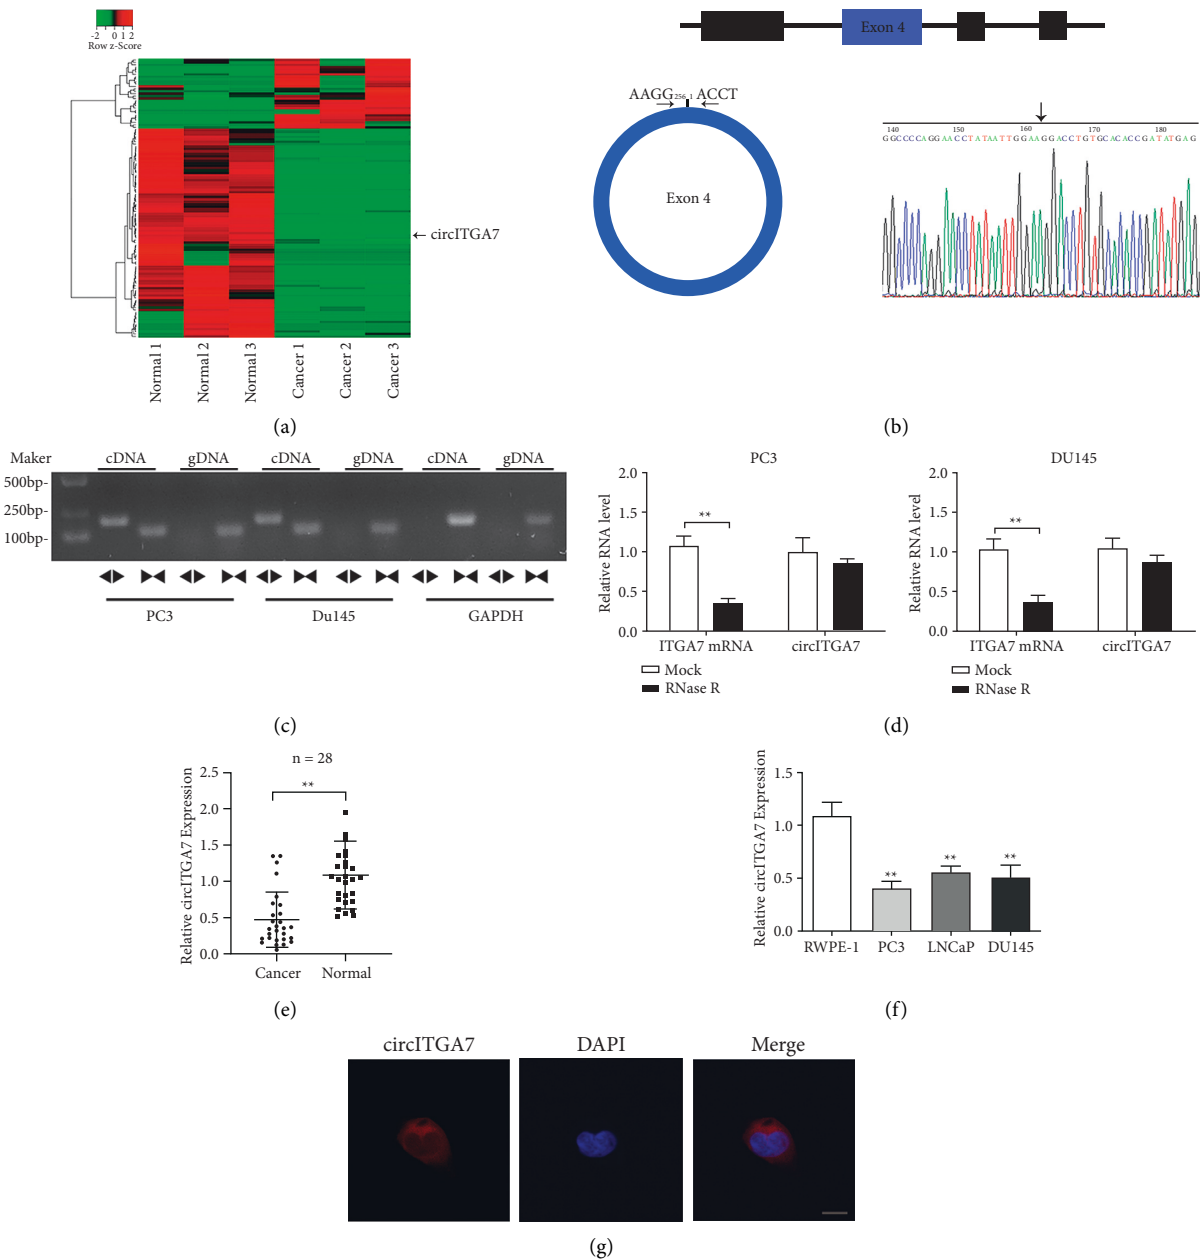 -2 0 1 2
Row z-Score
← circITGA7
Normal 1
Normal 2
Normal 3
Cancer 1
Cancer 2
Cancer 3
(a)
Exon 4
AAGG256 1 ACCT
Exon 4
140 150 160 170 180
GGCCCCAGGAACCTATAATTGGAAGGACCTGTGCACACCGATATGAG
(b)
Maker
cDNA gDNA cDNA gDNA cDNA gDNA
500bp-
250bp-
100bp-
PC3 Du145 GAPDH
(c)
PC3
Relative RNA level
2.0
1.5
1.0
0.5
0.0
**
ITGA7 mRNA circITGA7
Mock
RNase R
DU145
Relative RNA level
2.0
1.5
1.0
0.5
0.0
**
ITGA7 mRNA circITGA7
Mock
RNase R
(d)
n = 28
Relative circITGA7 Expression
2.5
2.0
1.5
1.0
0.5
0.0
**
Cancer Normal
(e)
Relative circITGA7 Expression
1.5
1.0
0.5
0.0
** ** **
RWPE-1 PC3 LNCaP DU145
(f)
circITGA7 DAPI Merge
(g)